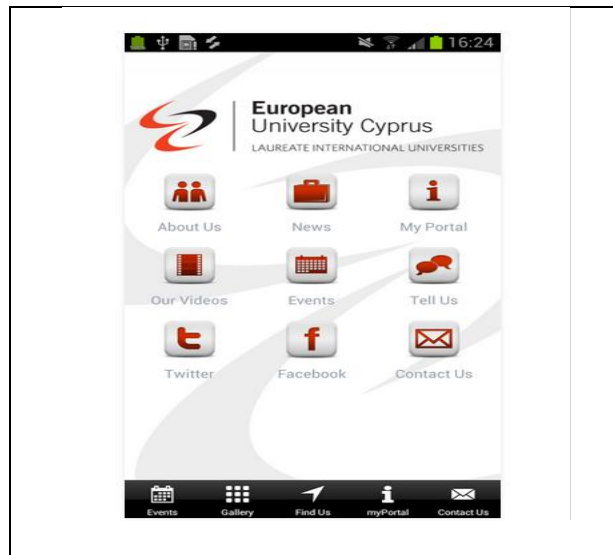 16:24
European
University Cyprus
LAUREATE INTERNATIONAL UNIVERSITIES
About Us News My Portal
Our Videos Events Tell Us
Twitter Facebook Contact Us
Events Gallery Find Us myPortal Contact Us